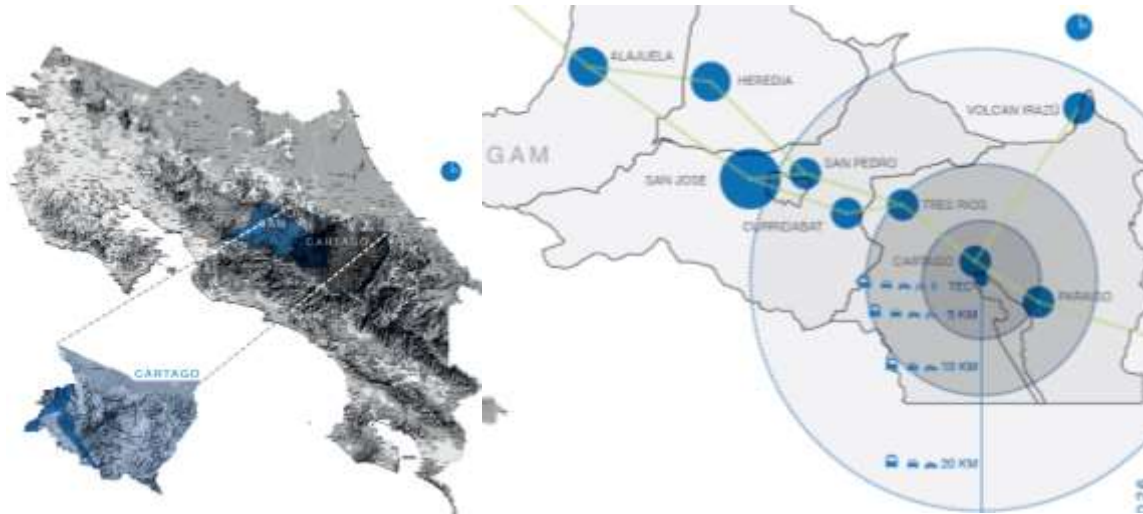 CARTAGO
CARTAGO
ALAJUELA
HEREDIA
VOLCAN IRAZÚ
GAM
SAN PEDRO
SAN JOSE
TRES RIOS
CURRIDABAT
CARTAGO
TEC
PARAISO
5 KM
10 KM
20 KM